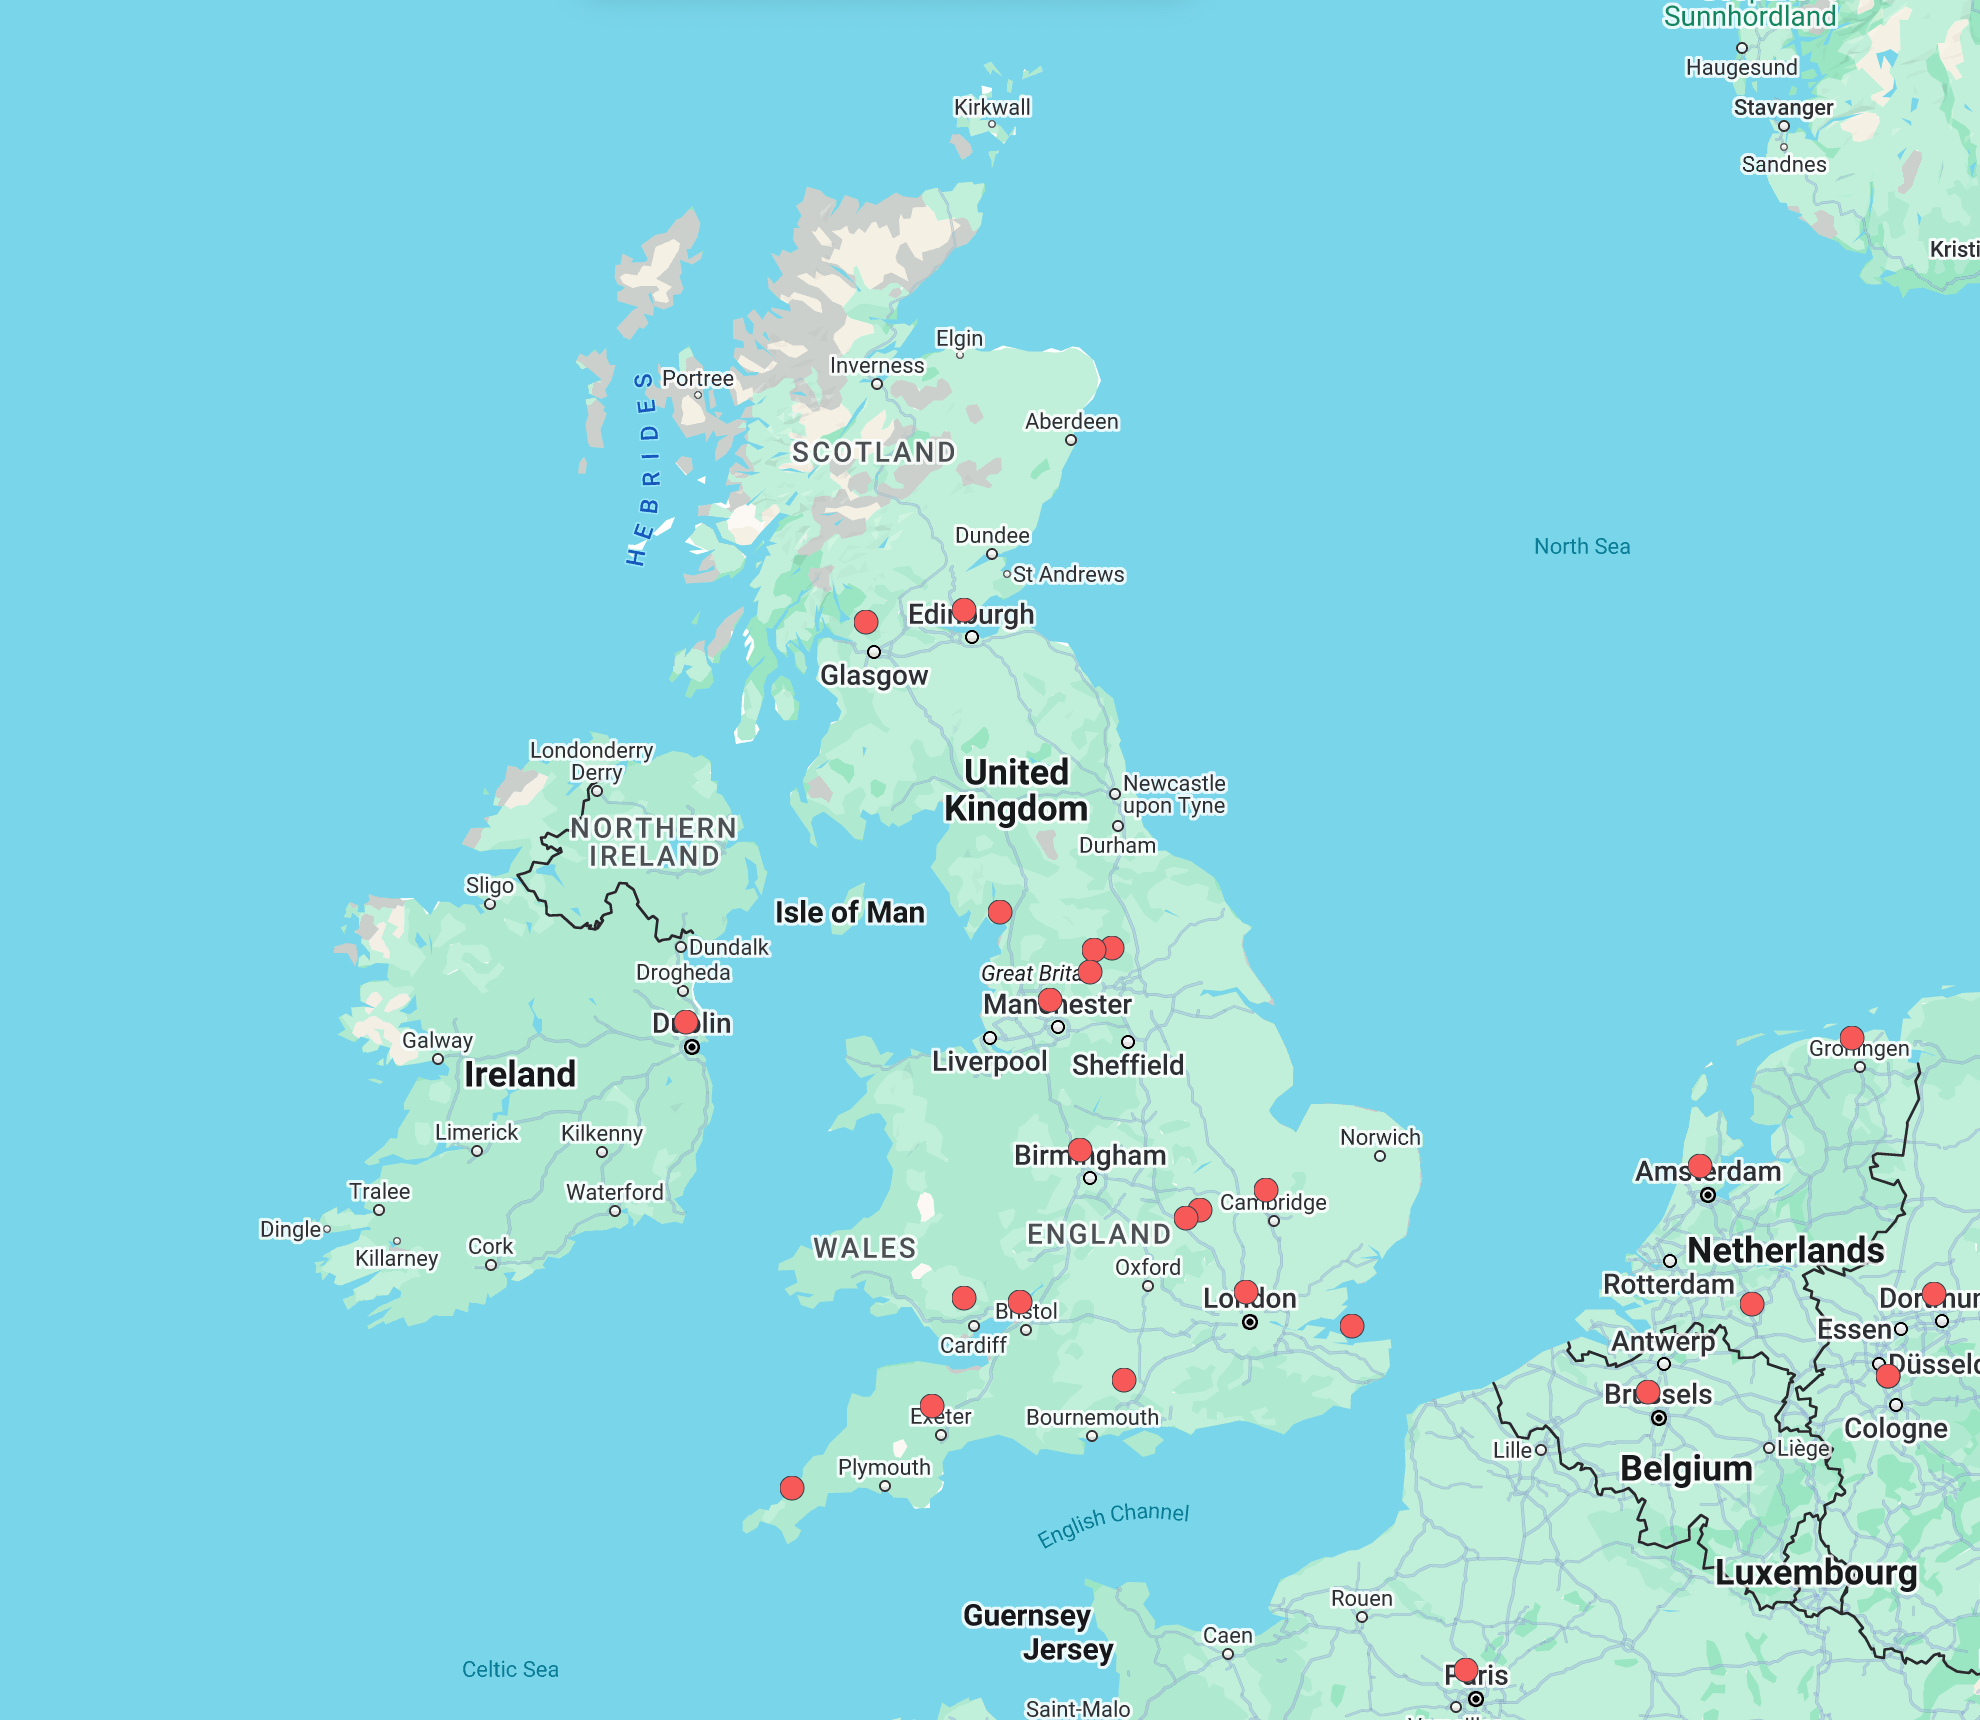 Sunnhordland
Haugesund
Stavanger
Sandnes
Kristi
Kirkwall
Elgin
Inverness
Portree
HEBRIDES
Aberdeen
SCOTLAND
Dundee
St Andrews
North Sea
Edinburgh
Glasgow
Londonderry
Derry
United
Kingdom
Newcastle
upon Tyne
NORTHERN
IRELAND
Durham
Sligo
Isle of Man
Dundalk
Drogheda
Great Brita
Manchester
Dublin
Galway
Liverpool
Sheffield
Ireland
Groningen
Limerick
Kilkenny
Norwich
Birmingham
Amsterdam
Tralee
Waterford
Cambridge
Dingle
Killarney
Cork
WALES
ENGLAND
Netherlands
Oxford
Rotterdam
London
Dortmun
Bristol
Cardiff
Essen
Antwerp
Düsseld
Brussels
Exeter
Bournemouth
Cologne
Lille
Liège
Plymouth
Belgium
English Channel
Luxembourg
Rouen
Guernsey
Jersey
Caen
Celtic Sea
Paris
Saint-Malo